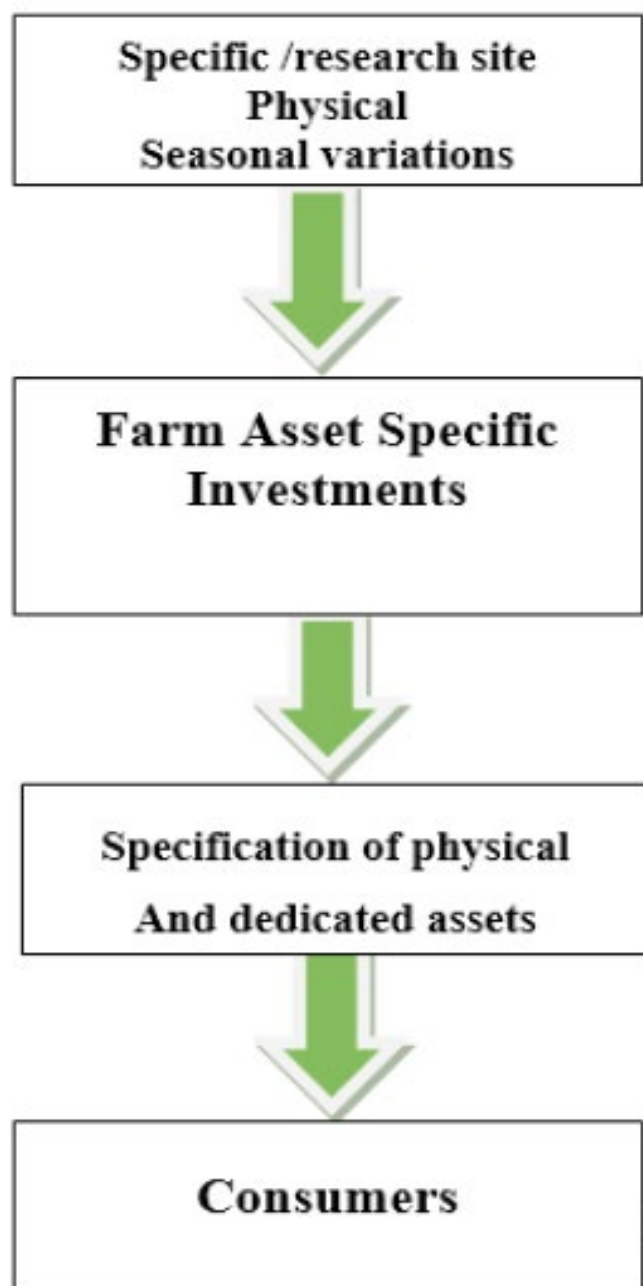 Specific /research site
Physical
Seasonal variations
Farm Asset Specific
Investments
Specification of physical
And dedicated assets
Consumers